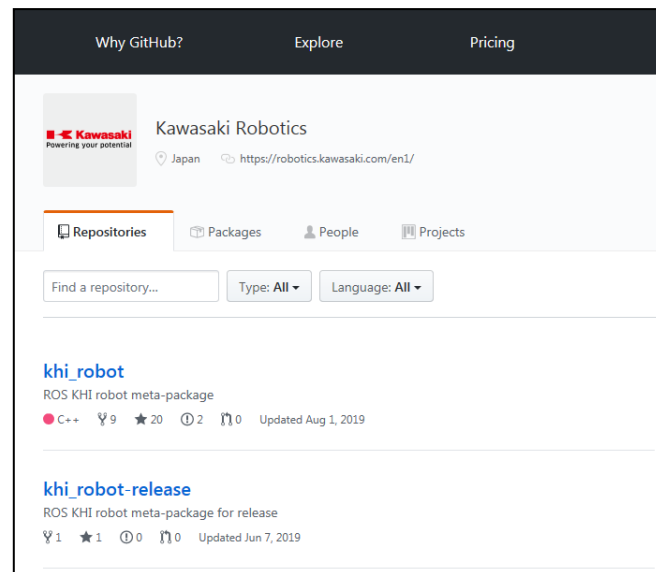 Why GitHub? Explore Pricing
Kawasaki
Powering your potential
Kawasaki Robotics
Japan https://robotics.kawasaki.com/en1/
Repositories Packages People Projects
Find a repository... Type: All Language: All
khi_robot
ROS KHI robot meta-package
C++ 9 20 2 0 Updated Aug 1, 2019
khi_robot-release
ROS KHI robot meta-package for release
1 1 0 0 Updated Jun 7, 2019